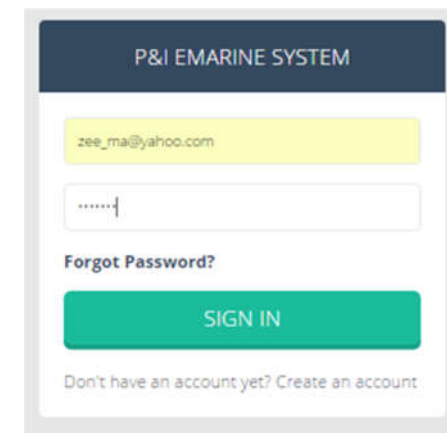 P&I EMARINE SYSTEM
zee_ma@yahoo.com
·······
Forgot Password?
SIGN IN
Don't have an account yet? Create an account